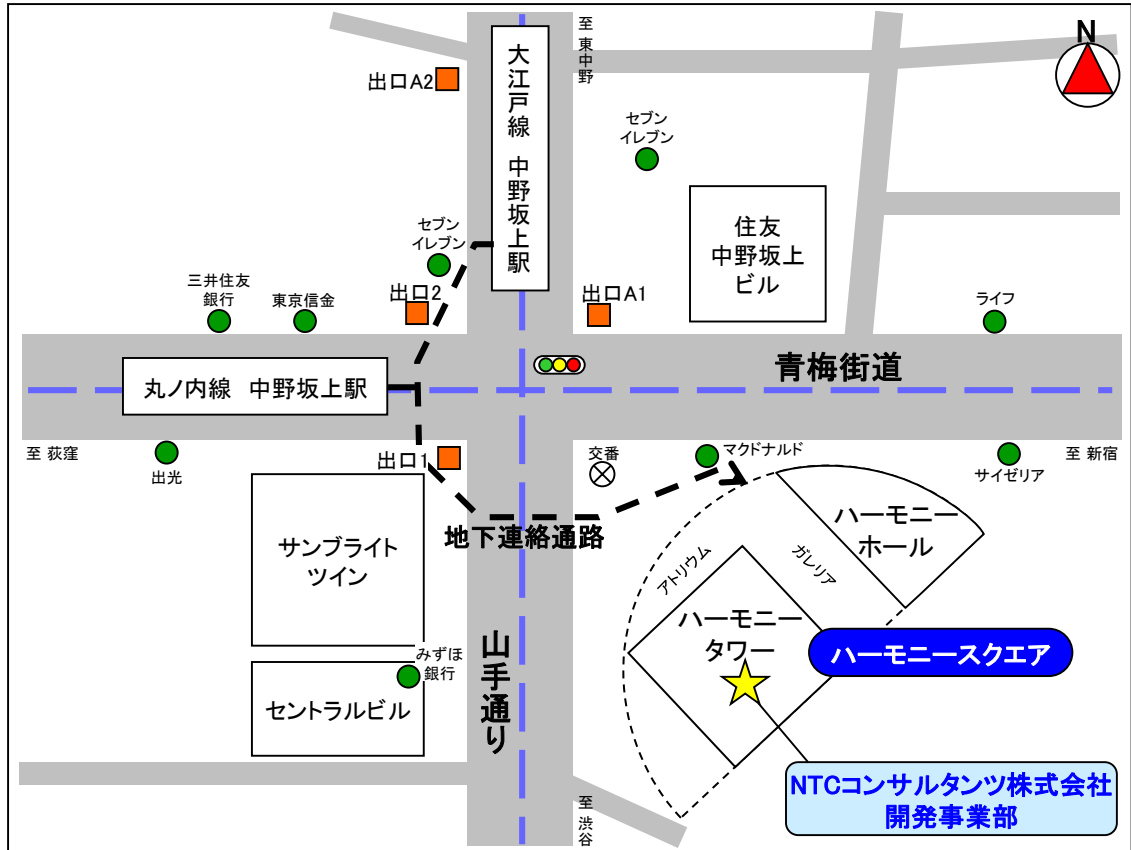 至 東中野
N
大江戸線 中野坂上駅
出口A2
セブン
イレブン
セブン
イレブン
住友
中野坂上
ビル
三井住友
銀行
東京信金
出口2
出口A1
ライフ
青梅街道
丸ノ内線 中野坂上駅
至 荻窪
出光
出口1
交番
マクドナルド
サイゼリア
至 新宿
地下連絡通路
サンブライト
ツイン
アトリウム
ガレリア
ハーモニー
ホール
ハーモニー
タワー
ハーモニースクエア
山手通り
みずほ
銀行
セントラルビル
NTCコンサルタンツ株式会社
開発事業部
至 渋谷